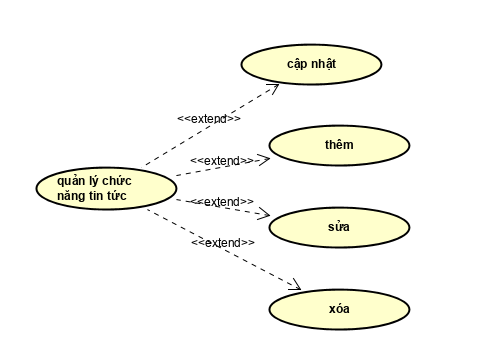 cập nhật
<<extend>>
<<extend>>
thêm
quản lý chức
năng tin tức
<<extend>>
sửa
<<extend>>
xóa